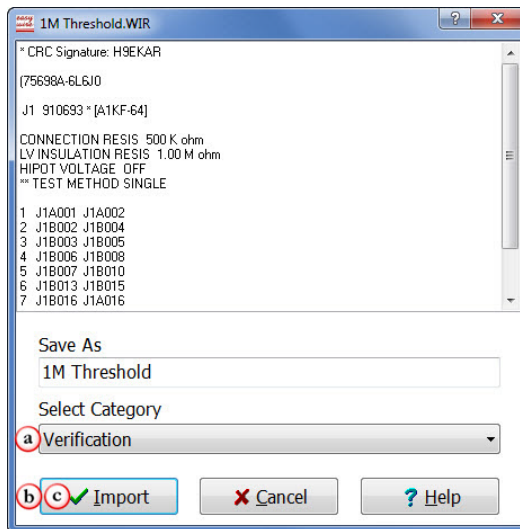 easy wire
1M Threshold.WIR
* CRC Signature: H9EKAR
(75698A-6L6J0
J1 910693 * [A1KF-64]
CONNECTION RESIS 500 K ohm
LV INSULATION RESIS 1.00 M ohm
HIPOT VOLTAGE OFF
** TEST METHOD SINGLE
1 J1A001 J1A002
2 J1B002 J1B004
3 J1B003 J1B005
4 J1B006 J1B008
5 J1B007 J1B010
6 J1B013 J1B015
7 J1B016 J1A016
Save As
1M Threshold
Select Category
a Verification
b c Import
Cancel
? Help